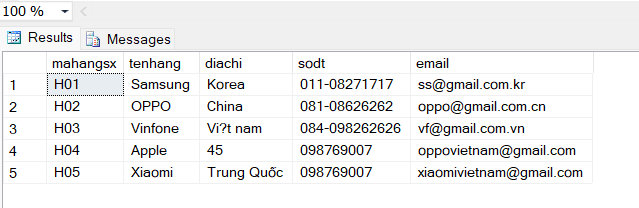 100 %
Results Messages
mahangsx tenhang diachi sodt email
1 H01 Samsung Korea 011-08271717 ss@gmail.com.kr
2 H02 OPPO China 081-08626262 oppo@gmail.com.cn
3 H03 Vinfone Vi?t nam 084-098262626 vf@gmail.com.vn
4 H04 Apple 45 098769007 oppovietnam@gmail.com
5 H05 Xiaomi Trung Quốc 098769007 xiaomivietnam@gmail.com